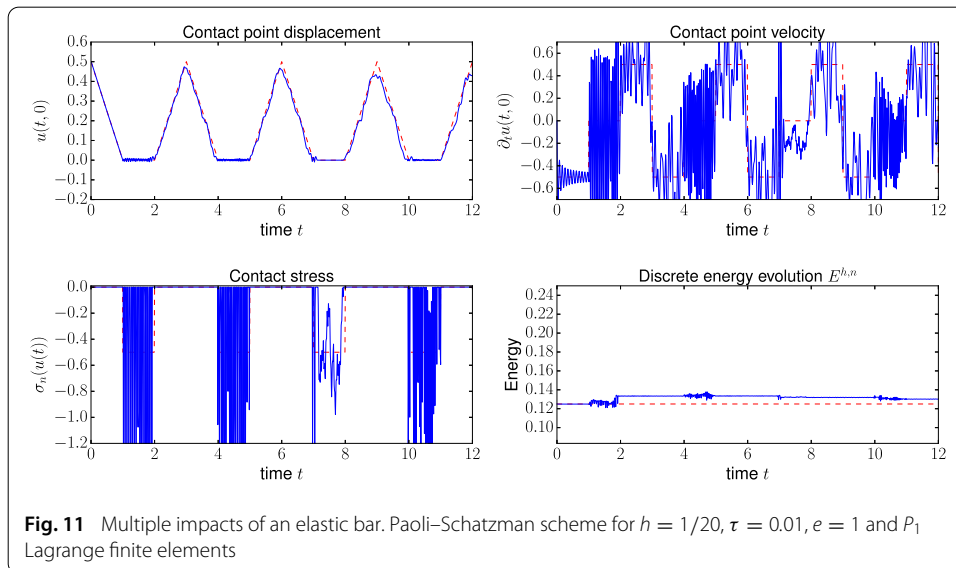 Contact point displacement
u(t, 0)
0.6
0.5
0.4
0.3
0.2
0.1
0.0
−0.1
0.2
0 2 4 6 8 10 12
time t
Contact point velocity
∂ₜu(t, 0)
0.6
0.4
0.2
0.0
−0.2
−0.4
−0.6
0 2 4 6 8 10 12
time t
Contact stress
σₙ(u(t))
0.0
−0.2
−0.4
−0.6
−0.8
−1.0
−1.2
0 2 4 6 8 10 12
time t
Discrete energy evolution E^{h,n}
Energy
0.24
0.22
0.20
0.18
0.16
0.14
0.12
0.10
0 2 4 6 8 10 12
time t
Fig. 11 Multiple impacts of an elastic bar. Paoli–Schatzman scheme for h = 1/20, τ = 0.01, e = 1 and P₁
Lagrange finite elements